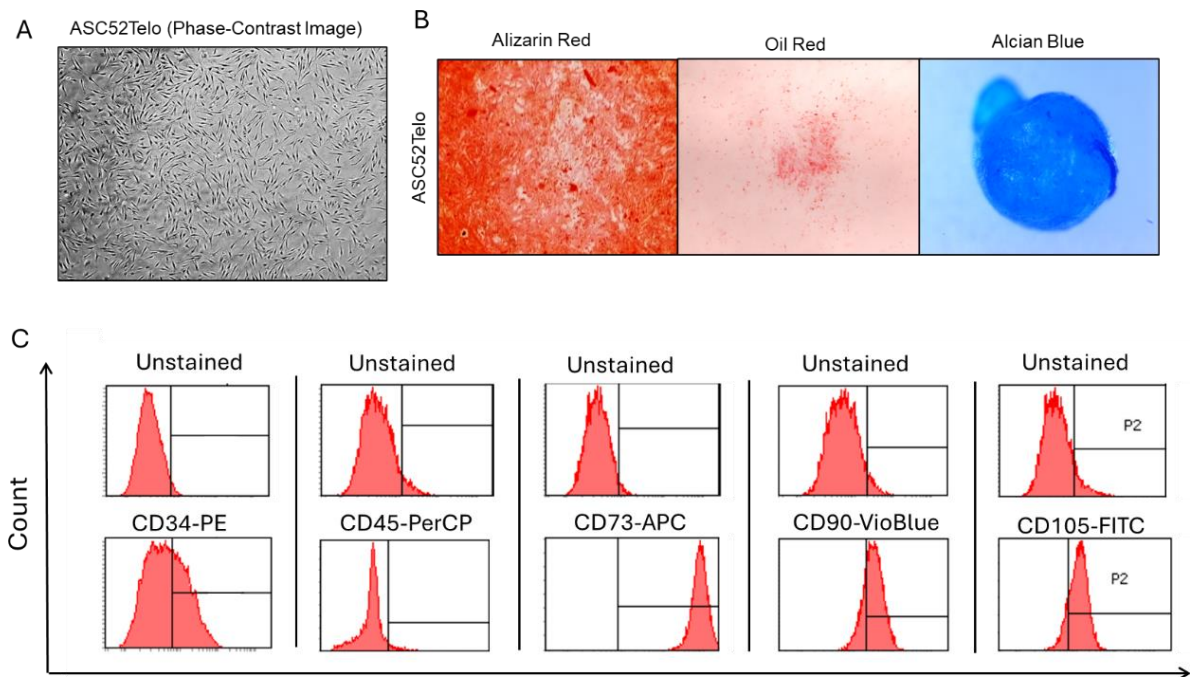 A
ASC52Telo (Phase-Contrast Image)
B
Alizarin Red
Oil Red
Alcian Blue
ASC52Telo
C
Unstained
Unstained
Unstained
Unstained
Unstained
P2
Count
CD34-PE
CD45-PerCP
CD73-APC
CD90-VioBlue
CD105-FITC
P2